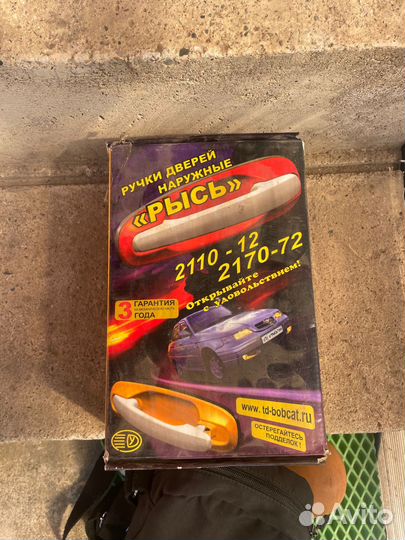 РУЧКИ ДВЕРЕЙ
НАРУЖНЫЕ
«РЫСЬ»
2110 - 12
2170-72
Открывайте
с удовольствием!
3 ГАРАНТИЯ
ГОДА
www.td-bobcat.ru
ОСТЕРЕГАЙТЕСЬ
ПОДДЕЛОК!
Avito